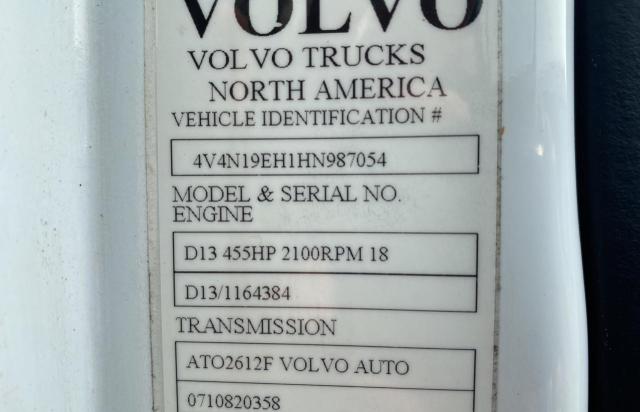 VOLVO
VOLVO TRUCKS
NORTH AMERICA
VEHICLE IDENTIFICATION #
4V4N19EH1HN987054
MODEL & SERIAL NO.
ENGINE
D13 455HP 2100RPM 18
D13/1164384
TRANSMISSION
ATO2612F VOLVO AUTO
0710820358